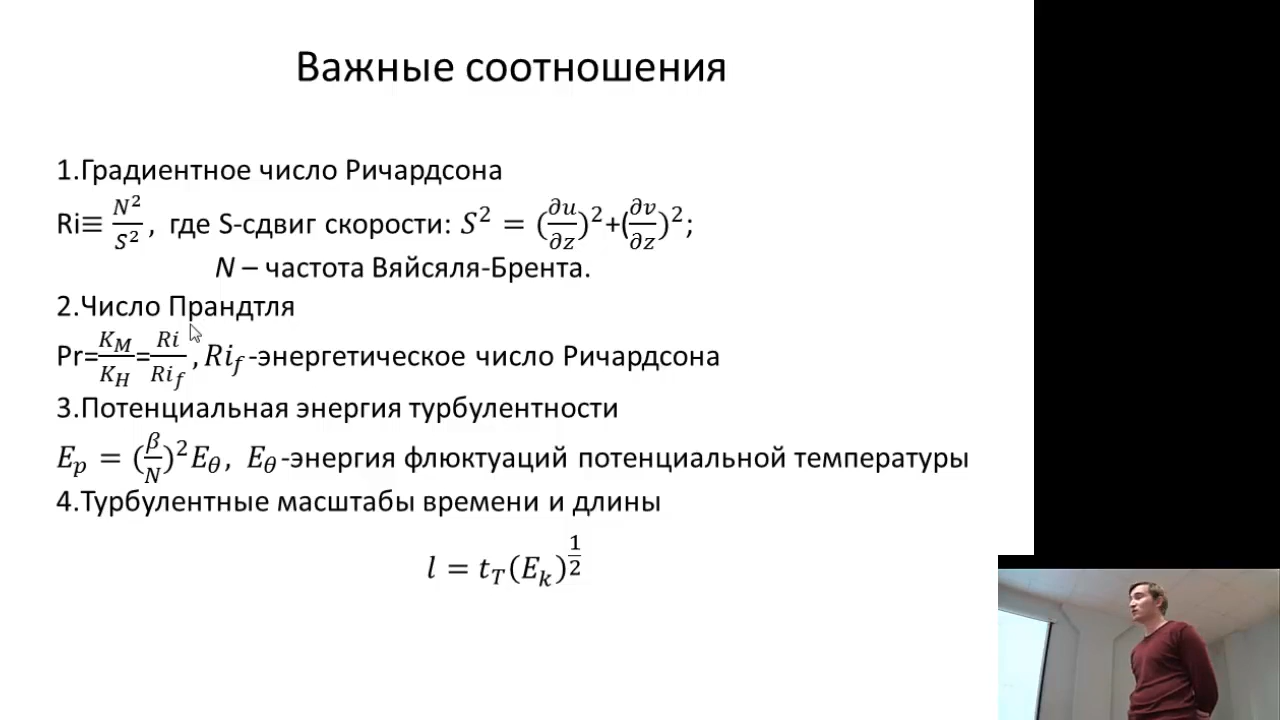 Важные соотношения
1.Градиентное число Ричардсона
Ri≡ N²/S² , где S-сдвиг скорости: S² = (∂u/∂z)²+(∂v/∂z)²;
N – частота Вяйсяля-Брента.
2.Число Прандтля
Pr=K_M/K_H=Ri/Ri_f , Ri_f-энергетическое число Ричардсона
3.Потенциальная энергия турбулентности
E_p = (β/N)²E_θ, E_θ-энергия флюктуаций потенциальной температуры
4.Турбулентные масштабы времени и длины
l = t_T(E_k)^{1/2}